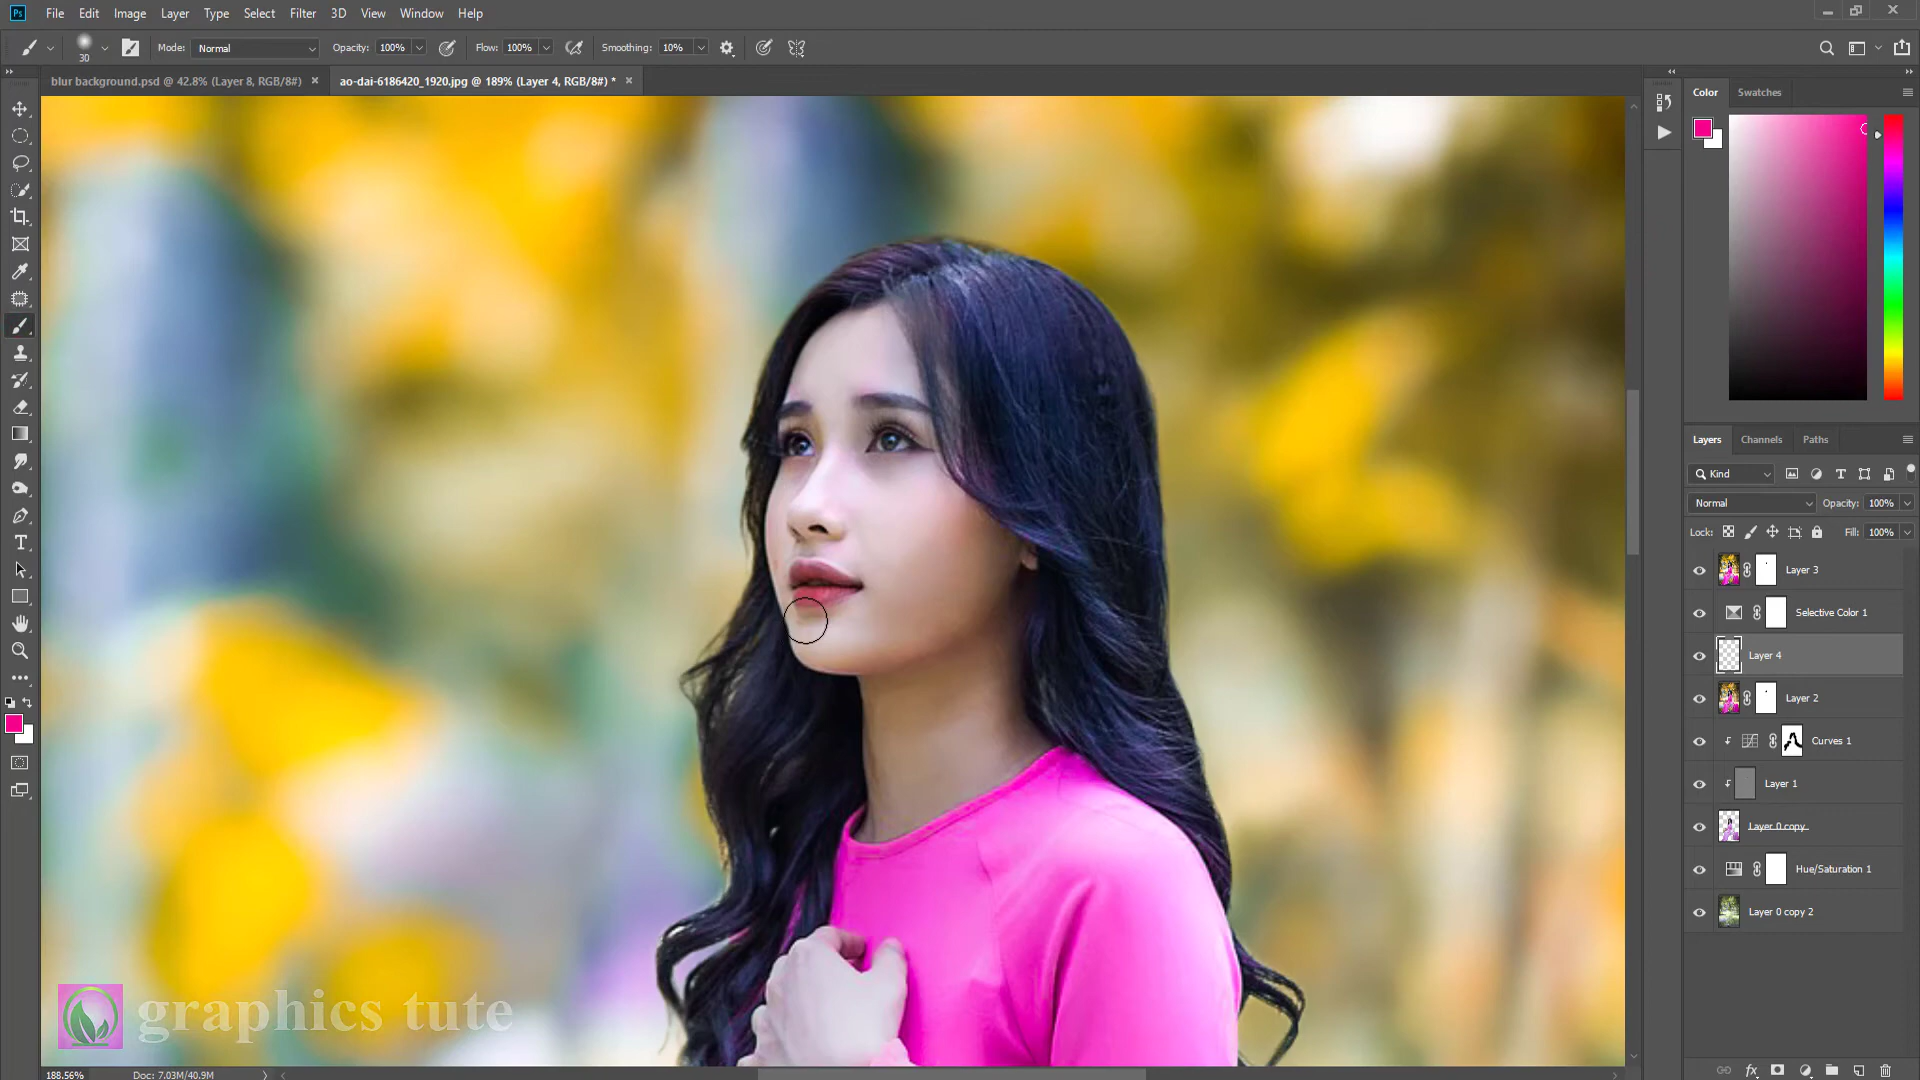 Ps File Edit Image Layer Type Select Filter 3D View Window Help
30 Mode: Normal Opacity: 100% Flow: 100% Smoothing: 10%
blur background.psd @ 42.8% (Layer 8, RGB/8#) × ao-dai-6186420_1920.jpg @ 189% (Layer 4, RGB/8#) * ×
Color Swatches
Layers Channels Paths
Kind
Normal Opacity: 100%
Lock: Fill: 100%
Layer 3
Selective Color 1
Layer 4
Layer 2
Curves 1
Layer 1
Layer 0 copy
Hue/Saturation 1
Layer 0 copy 2
graphics tute
188.56% Doc: 7.03M/40.9M
fx